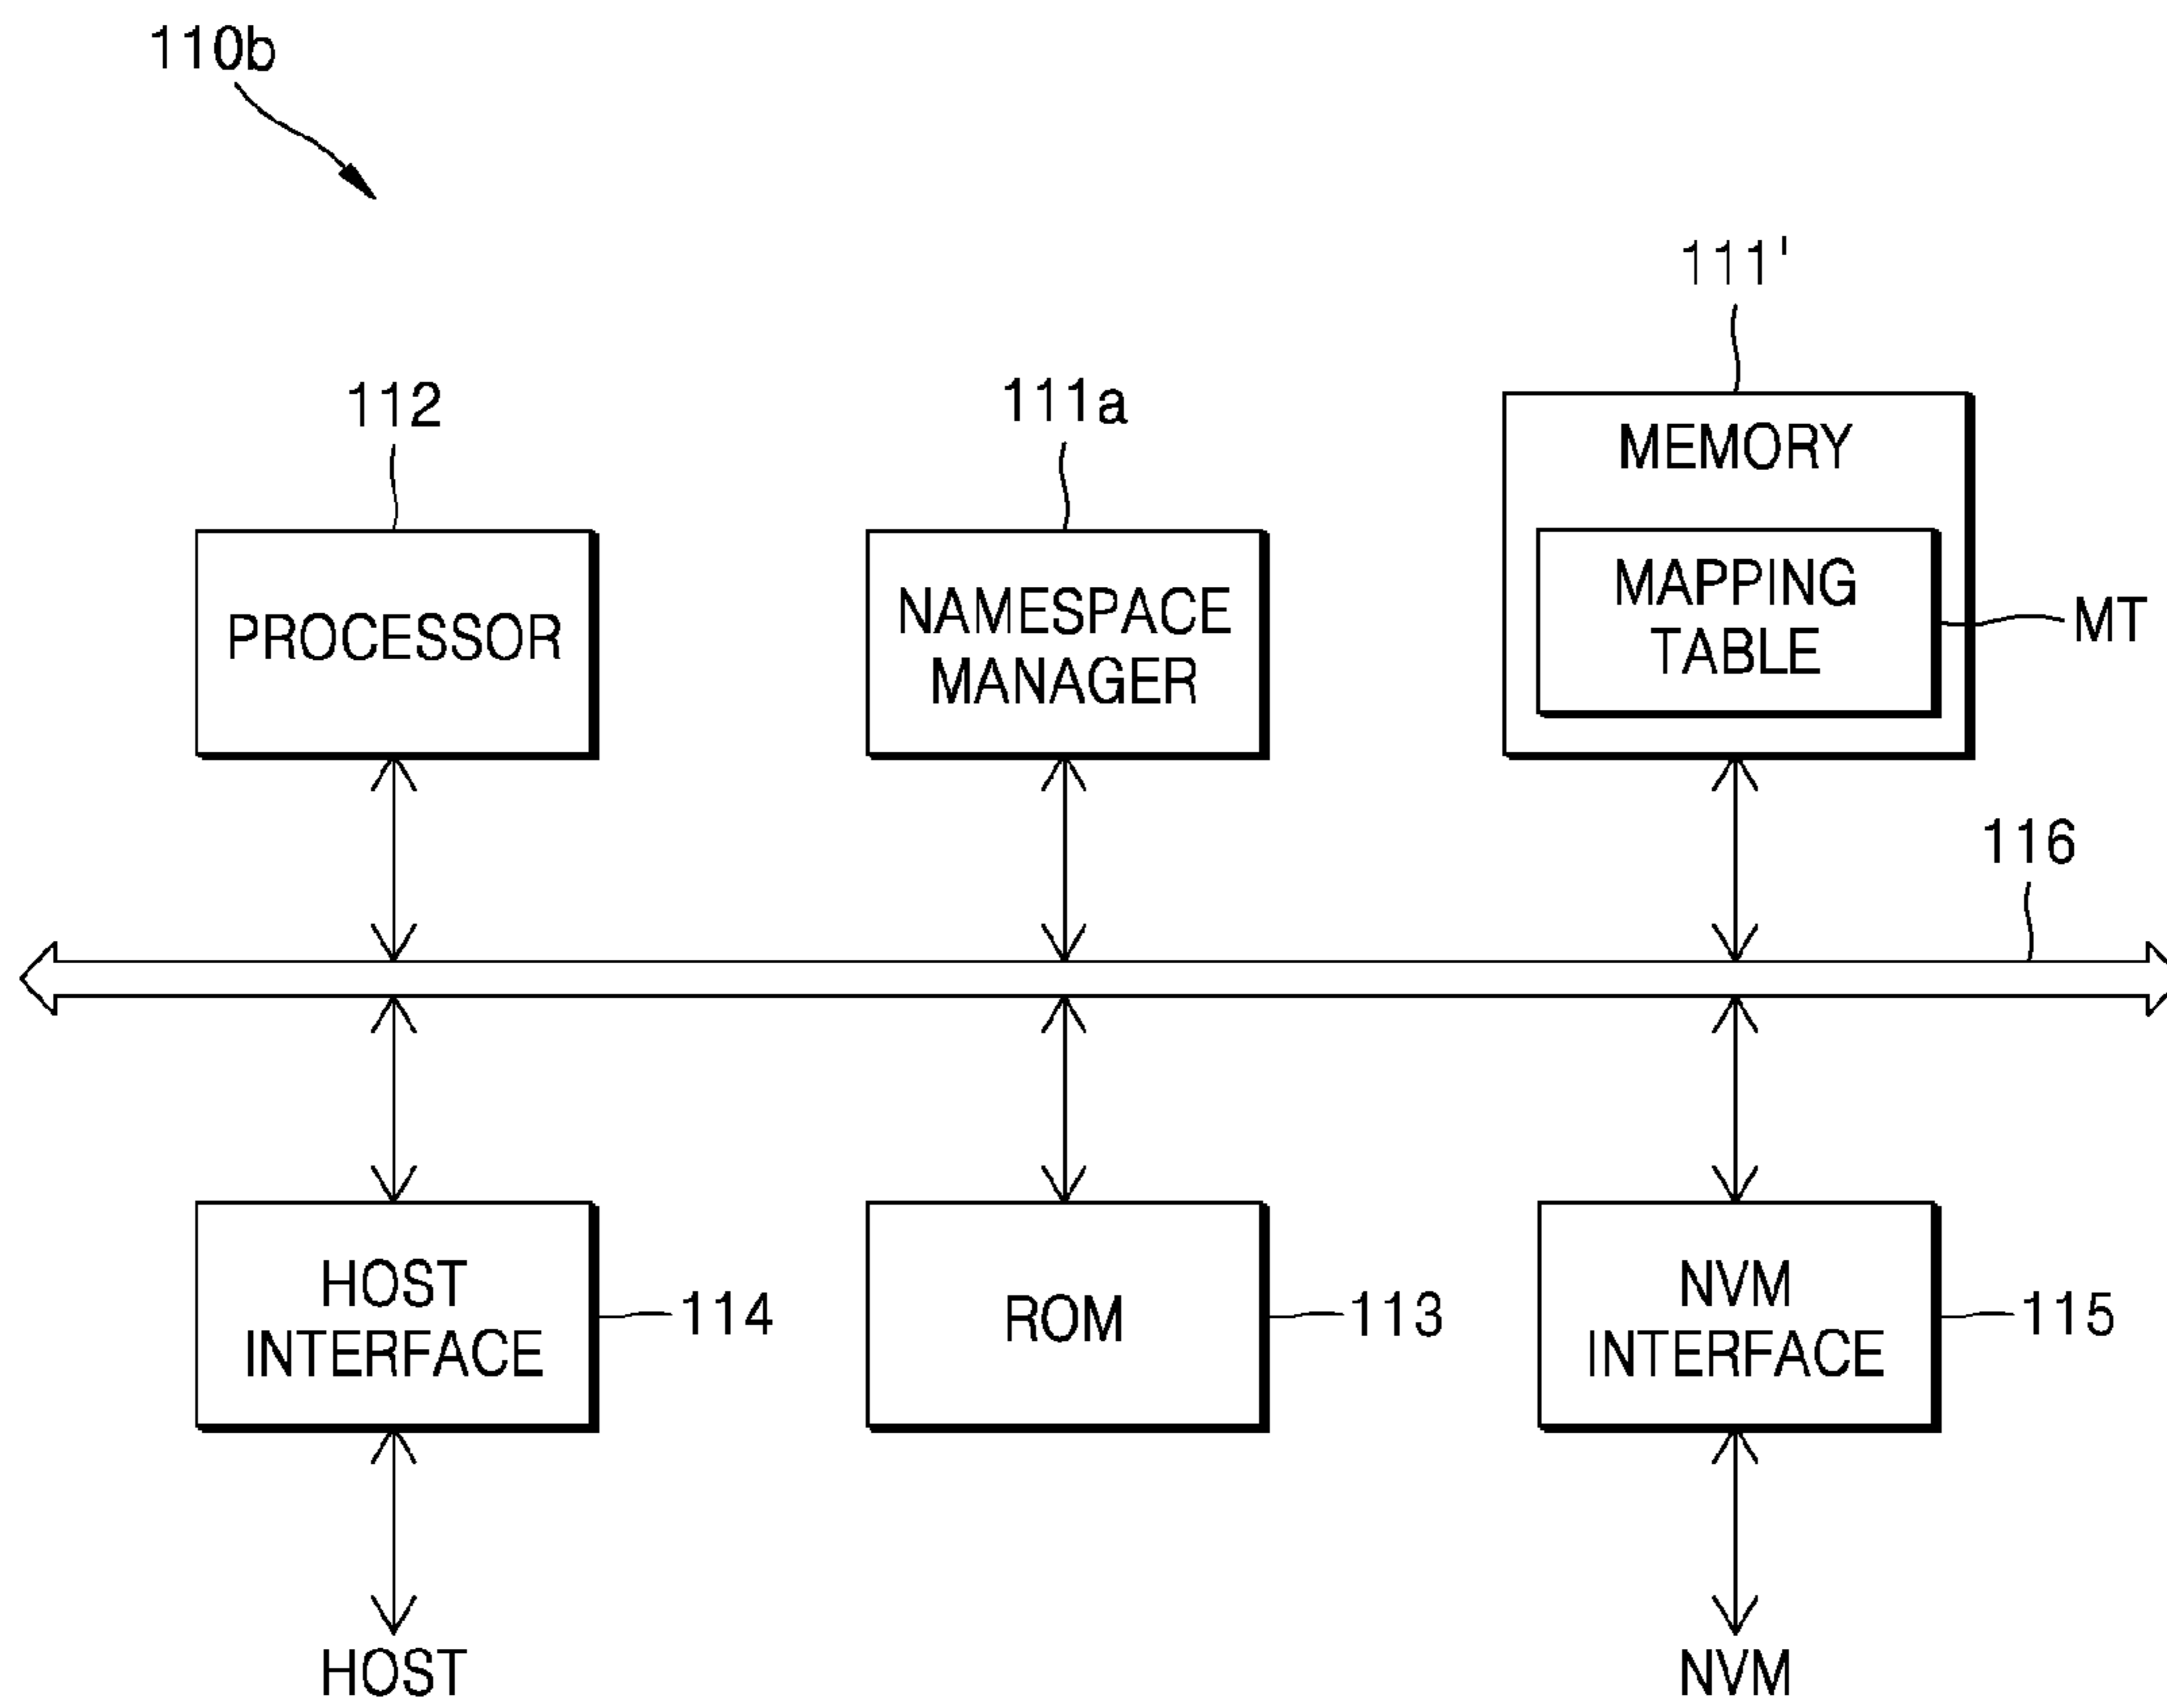 110b
111'
112
111a
MEMORY
PROCESSOR
NAMESPACE
MANAGER
MAPPING
TABLE
MT
116
HOST
INTERFACE
114
ROM
113
NVM
INTERFACE
115
HOST
NVM